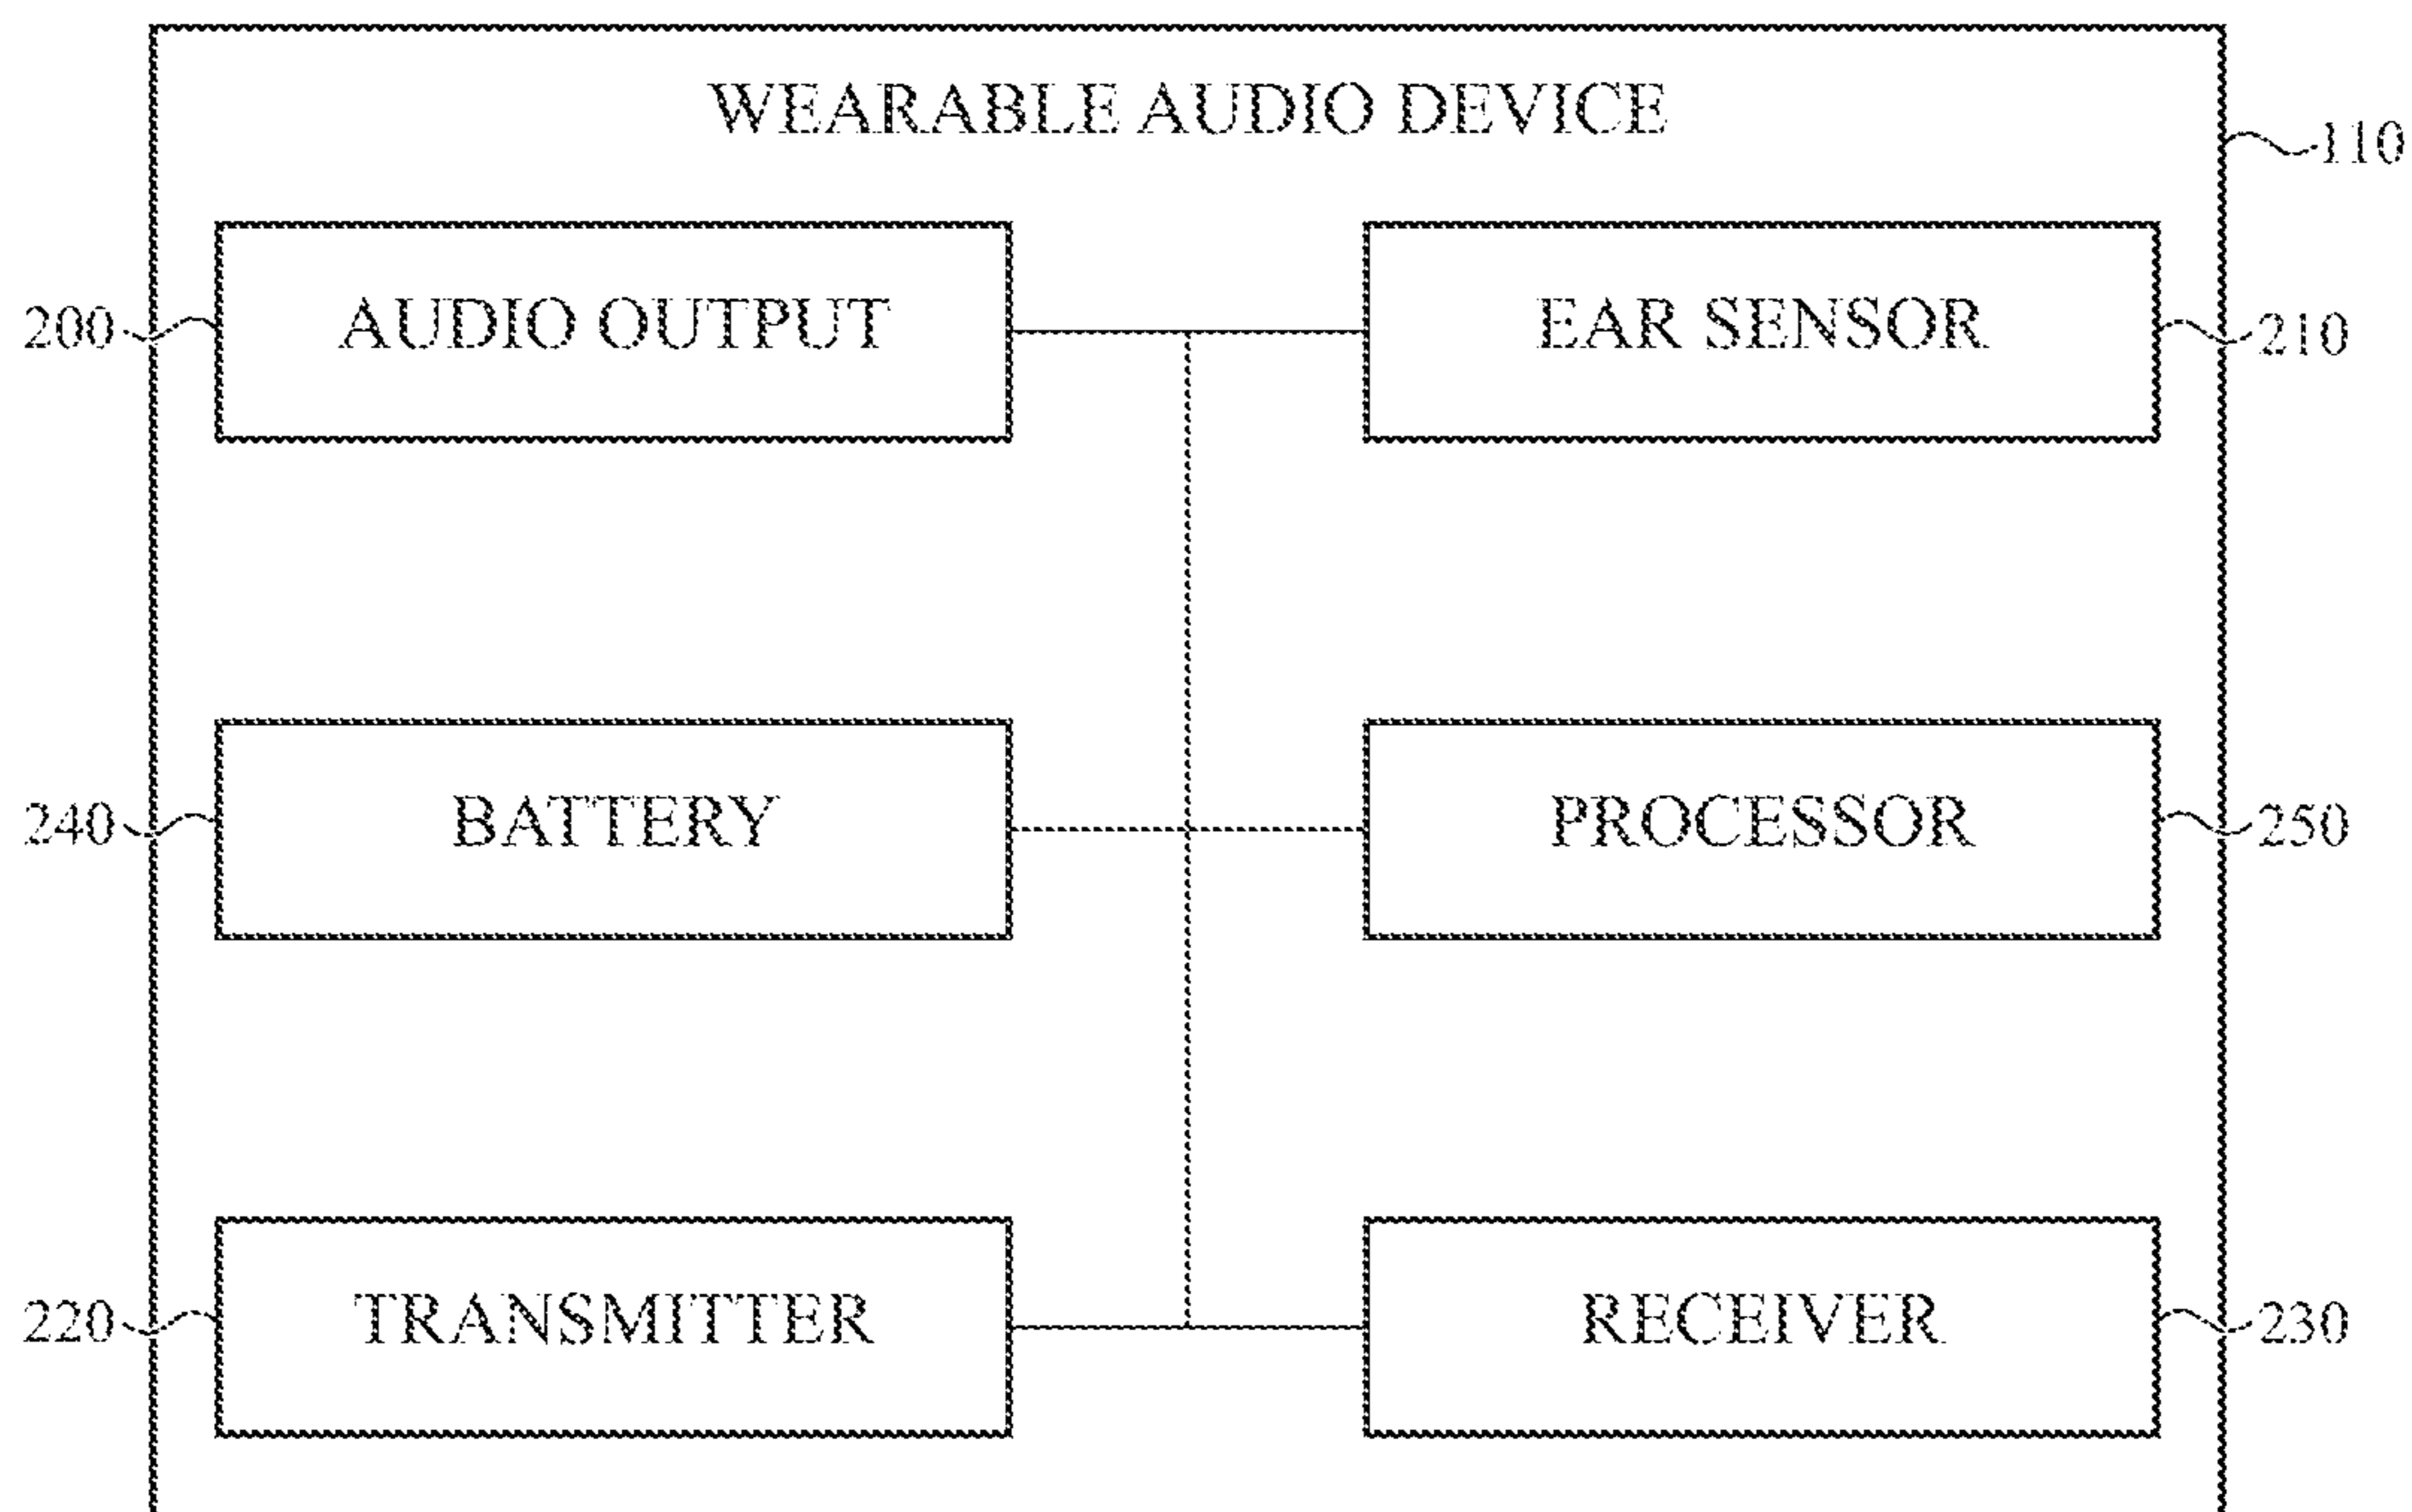 WEARABLE AUDIO DEVICE
110
200 AUDIO OUTPUT
EAR SENSOR 210
240 BATTERY
PROCESSOR 250
220 TRANSMITTER
RECEIVER 230